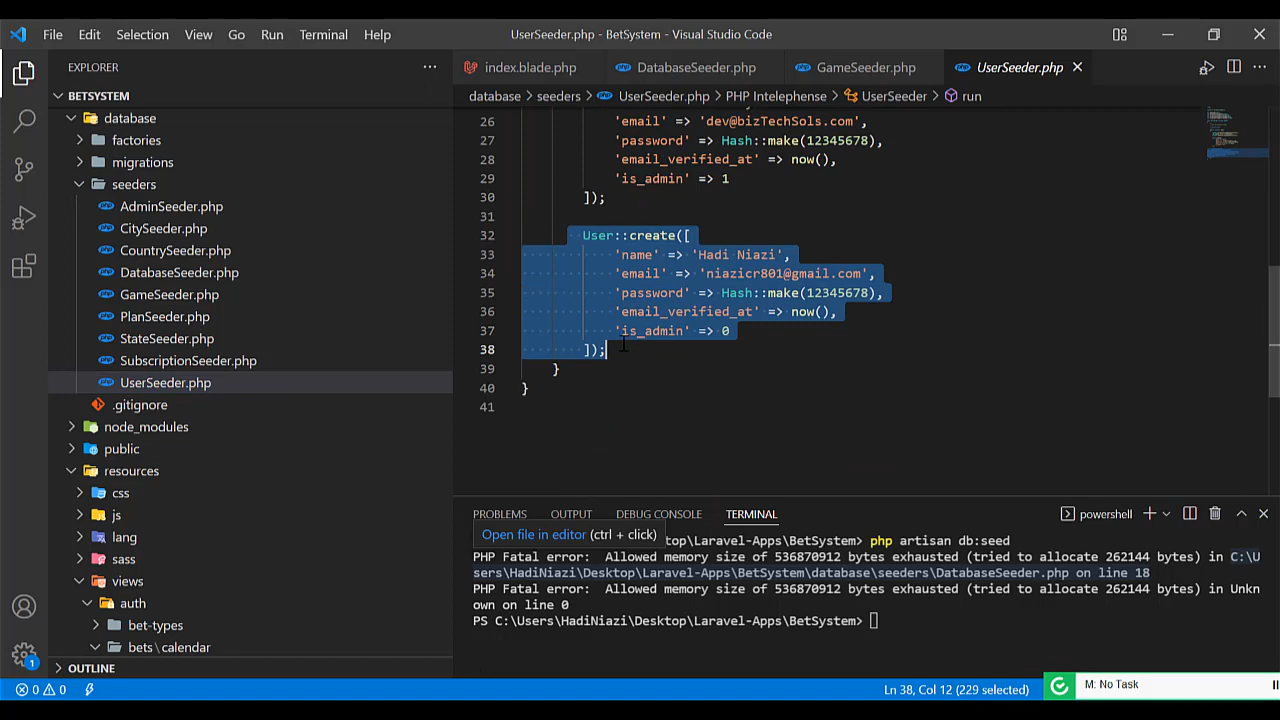 File Edit Selection View Go Run Terminal Help
UserSeeder.php - BetSystem - Visual Studio Code
EXPLORER
BETSYSTEM
database
factories
migrations
seeders
AdminSeeder.php
CitySeeder.php
CountrySeeder.php
DatabaseSeeder.php
GameSeeder.php
PlanSeeder.php
StateSeeder.php
SubscriptionSeeder.php
UserSeeder.php
.gitignore
node_modules
public
resources
css
js
lang
sass
views
auth
bet-types
bets\calendar
OUTLINE
index.blade.php DatabaseSeeder.php GameSeeder.php UserSeeder.php
database > seeders > UserSeeder.php > PHP Intelephense > UserSeeder > run
26 'email' => 'dev@bizTechSols.com',
27 'password' => Hash::make(12345678),
28 'email_verified_at' => now(),
29 'is_admin' => 1
30 ]);
31
32 User::create([
33 'name' => 'Hadi Niazi',
34 'email' => 'niazicr801@gmail.com',
35 'password' => Hash::make(12345678),
36 'email_verified_at' => now(),
37 'is_admin' => 0
38 ]);
39 }
40 }
41
PROBLEMS OUTPUT DEBUG CONSOLE TERMINAL
powershell
Open file in editor (ctrl + click)
top\Laravel-Apps\BetSystem> php artisan db:seed
PHP Fatal error: Allowed memory size of 536870912 bytes exhausted (tried to allocate 262144 bytes) in C:\U
sers\HadiNiazi\Desktop\Laravel-Apps\BetSystem\database\seeders\DatabaseSeeder.php on line 18
PHP Fatal error: Allowed memory size of 536870912 bytes exhausted (tried to allocate 262144 bytes) in Unkn
own on line 0
PS C:\Users\HadiNiazi\Desktop\Laravel-Apps\BetSystem>
1
0 0
Ln 38, Col 12 (229 selected)
M: No Task